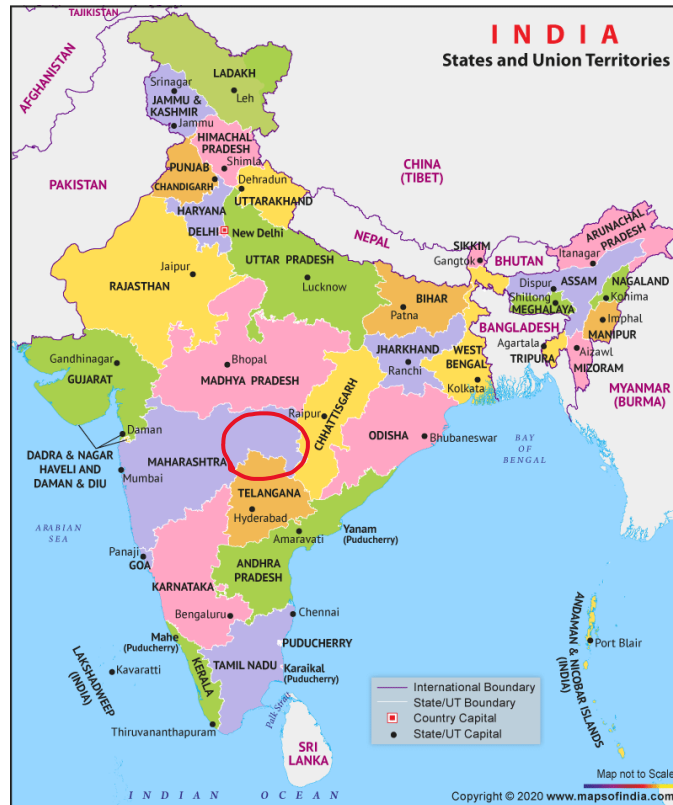 TAJIKISTAN
INDIA
States and Union Territories
AFGHANISTAN
LADAKH
Leh
Srinagar
JAMMU &
KASHMIR
Jammu
HIMACHAL
PRADESH
Shimla
PUNJAB
CHANDIGARH
Dehradun
UTTARAKHAND
CHINA
(TIBET)
PAKISTAN
HARYANA
DELHI
New Delhi
NEPAL
SIKKIM
Gangtok
BHUTAN
ARUNACHAL
PRADESH
Itanagar
RAJASTHAN
Jaipur
UTTAR PRADESH
Lucknow
BIHAR
Patna
Dispur
ASSAM
NAGALAND
Kohima
Shillong
MEGHALAYA
Imphal
MANIPUR
BANGLADESH
Agartala
TRIPURA
Aizawl
MIZORAM
MYANMAR
(BURMA)
Gandhinagar
GUJARAT
Bhopal
MADHYA PRADESH
JHARKHAND
Ranchi
WEST
BENGAL
Kolkata
Raipur
CHHATTISGARH
ODISHA
Bhubaneswar
BAY
OF
BENGAL
Daman
DADRA & NAGAR
HAVELI AND
DAMAN & DIU
MAHARASHTRA
Mumbai
TELANGANA
Hyderabad
ARABIAN
SEA
Yanam
(Puducherry)
Amaravati
Panaji
GOA
ANDHRA
PRADESH
KARNATAKA
Bengaluru
Chennai
Mahe
(Puducherry)
PUDUCHERRY
TAMIL NADU
Karaikal
(Puducherry)
KERALA
LAKSHADWEEP
(INDIA)
Kavaratti
Thiruvananthapuram
Palk Strait
SRI
LANKA
ANDAMAN & NICOBAR ISLANDS
(INDIA)
Port Blair
International Boundary
State/UT Boundary
Country Capital
State/UT Capital
Map not to Scale
INDIAN OCEAN
Copyright © 2020 www.mapsofindia.com